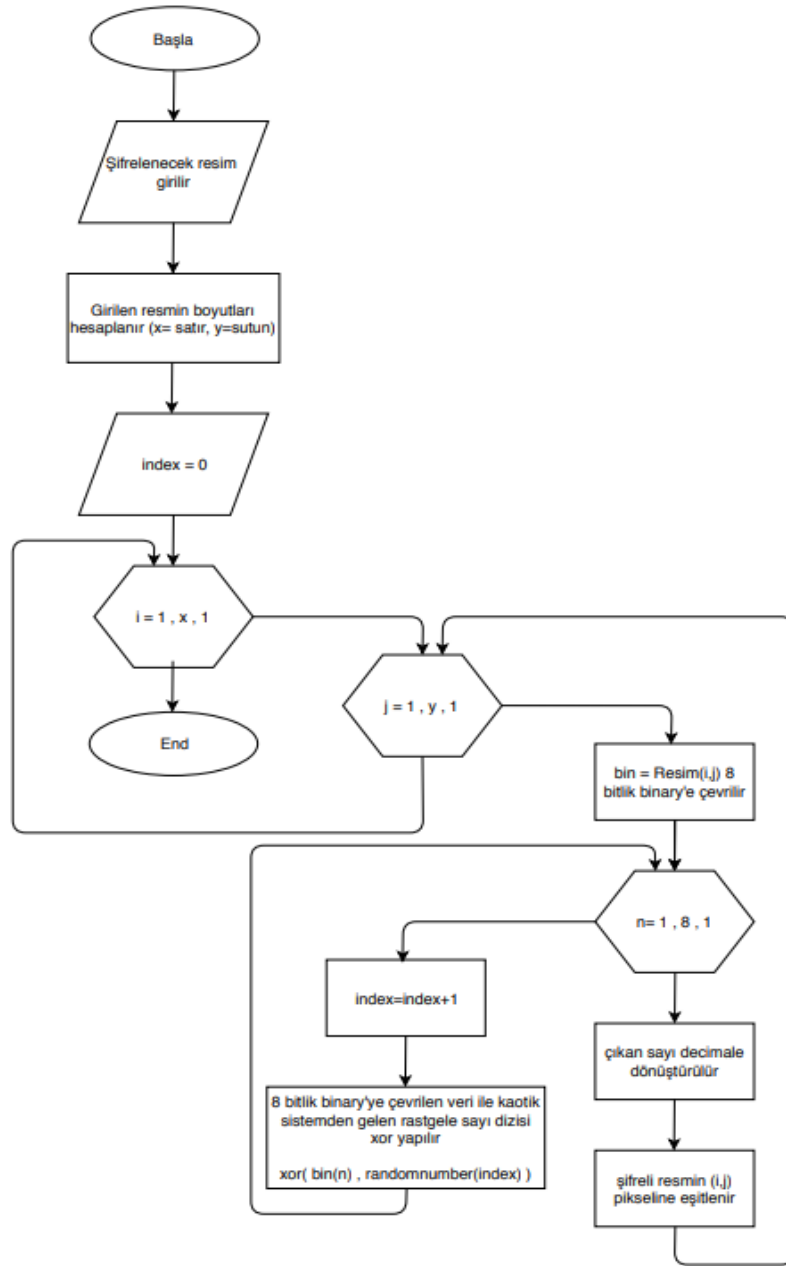 Başla
Şifrelenecek resim
girilir
Girilen resmin boyutları
hesaplanır (x= satır, y=sutun)
index = 0
i = 1 , x , 1
End
j = 1 , y , 1
bin = Resim(i,j) 8
bitlik binary'e çevrilir
n= 1 , 8 , 1
index=index+1
8 bitlik binary'ye çevrilen veri ile kaotik
sistemden gelen rastgele sayı dizisi
xor yapılır
xor( bin(n) , randomnumber(index) )
çıkan sayı decimale
dönüştürülür
şifreli resmin (i,j)
pikseline eşitlenir